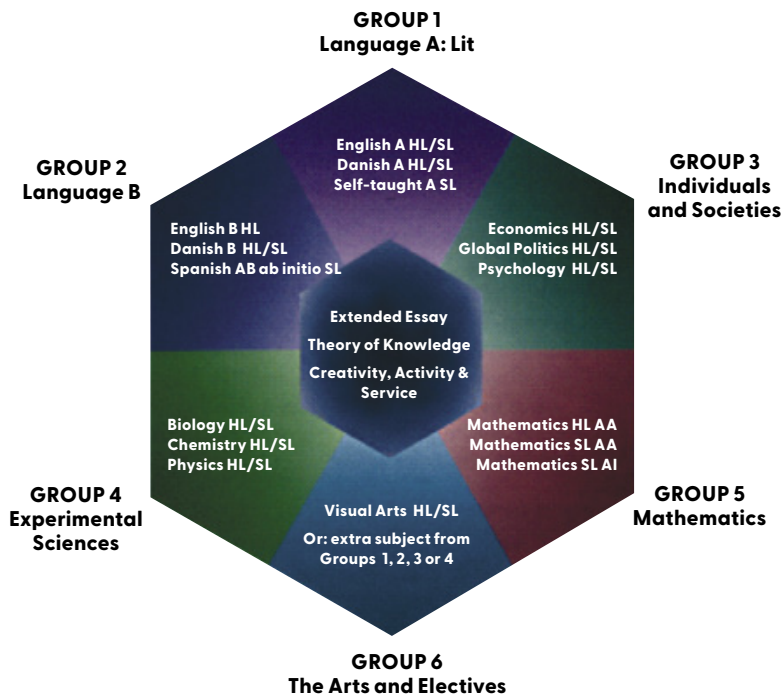 GROUP 1
Language A: Lit
English A HL/SL
Danish A HL/SL
Self-taught A SL
GROUP 2
Language B
English B HL
Danish B HL/SL
Spanish AB ab initio SL
GROUP 3
Individuals
and Societies
Economics HL/SL
Global Politics HL/SL
Psychology HL/SL
Extended Essay
Theory of Knowledge
Creativity, Activity &
Service
Biology HL/SL
Chemistry HL/SL
Physics HL/SL
GROUP 4
Experimental
Sciences
Mathematics HL AA
Mathematics SL AA
Mathematics SL AI
GROUP 5
Mathematics
Visual Arts HL/SL
Or: extra subject from
Groups 1, 2, 3 or 4
GROUP 6
The Arts and Electives